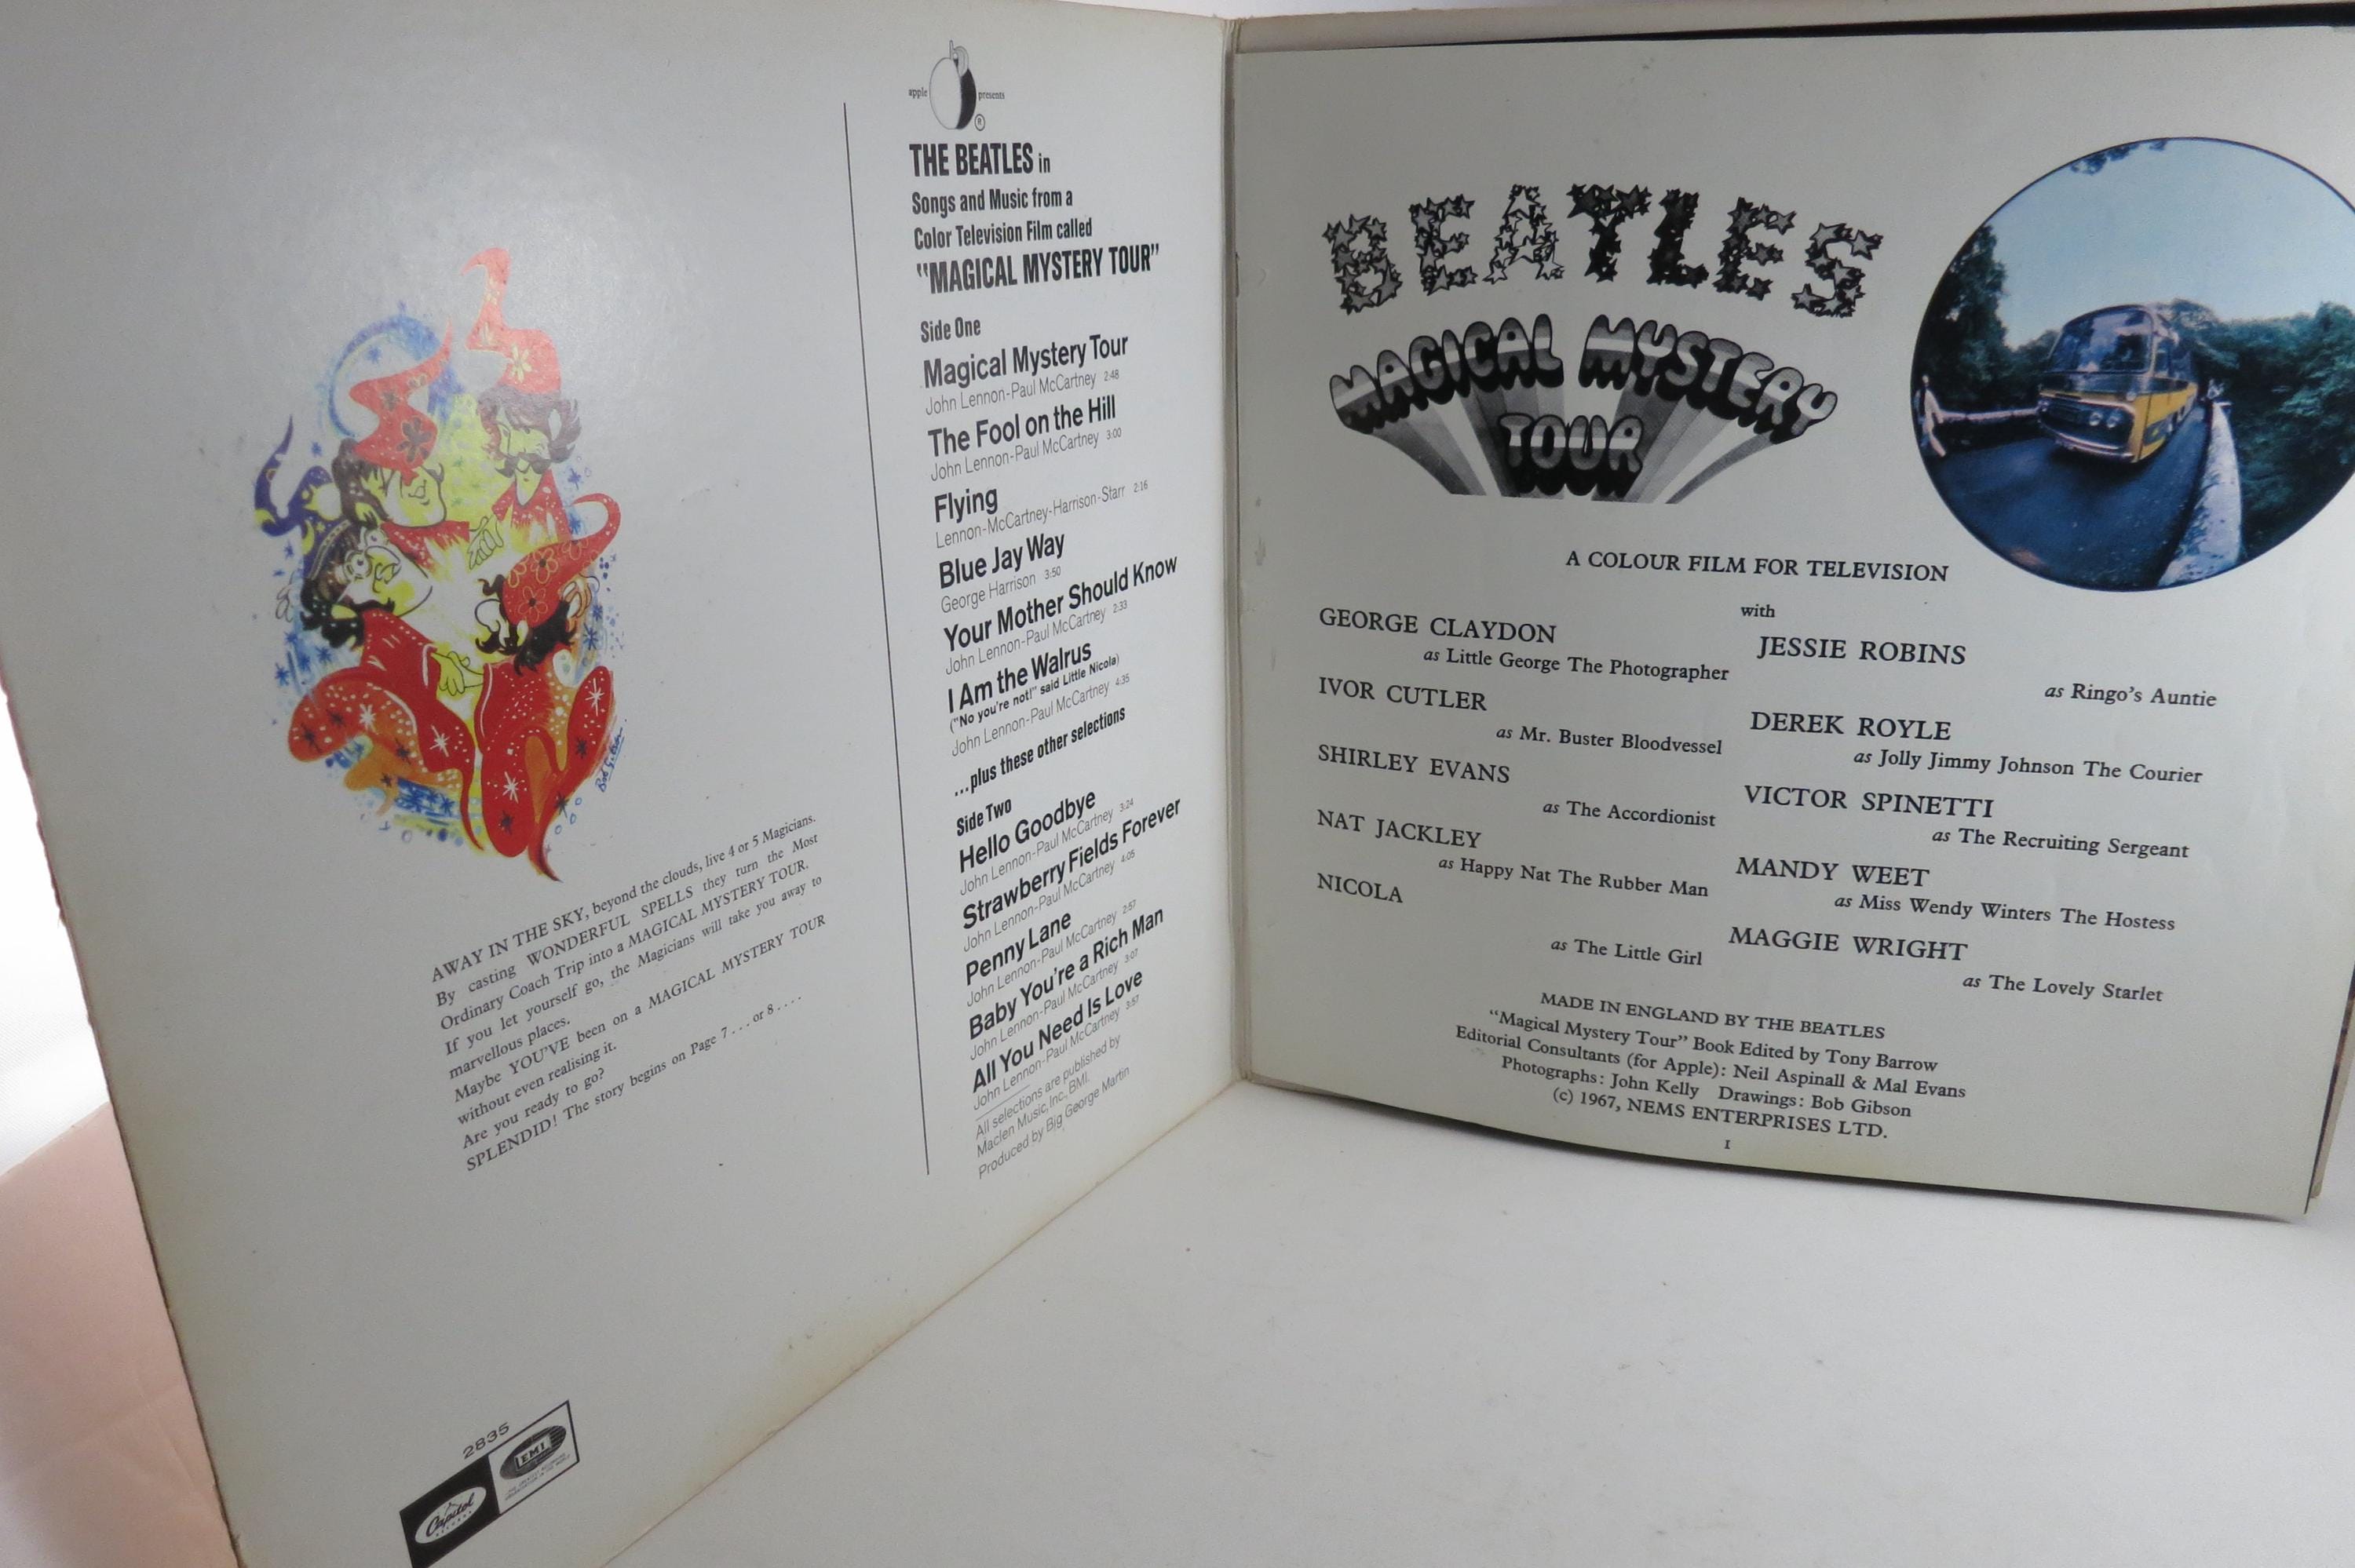 Bob Gibson
AWAY IN THE SKY, beyond the clouds, live 4 or 5 Magicians.
By casting WONDERFUL SPELLS they turn the Most
Ordinary Coach Trip into a MAGICAL MYSTERY TOUR.
If you let yourself go, the Magicians will take you away to
marvellous places.
Maybe YOU'VE been on a MAGICAL MYSTERY TOUR
without even realising it.
Are you ready to go?
SPLENDID! The story begins on Page 7 . . . or 8 . . . .
2835
Capitol
RECORDS
EMI
apple presents
®
THE BEATLES in
Songs and Music from a
Color Television Film called
"MAGICAL MYSTERY TOUR"
Side One
Magical Mystery Tour
John Lennon-Paul McCartney 2:48
The Fool on the Hill
John Lennon-Paul McCartney 3:00
Flying
Lennon-McCartney-Harrison-Starr 2:16
Blue Jay Way
George Harrison 3:50
Your Mother Should Know
John Lennon-Paul McCartney 2:33
I Am the Walrus
("No you're not!" said Little Nicola)
John Lennon-Paul McCartney 4:35
...plus these other selections
Side Two
Hello Goodbye
John Lennon-Paul McCartney 3:24
Strawberry Fields Forever
John Lennon-Paul McCartney 4:05
Penny Lane
John Lennon-Paul McCartney 2:57
Baby You're a Rich Man
John Lennon-Paul McCartney 3:07
All You Need Is Love
John Lennon-Paul McCartney 3:57
All selections are published by
Maclen Music, Inc., BMI.
Produced by Big George Martin
BEATLES
MAGICAL MYSTERY
TOUR
A COLOUR FILM FOR TELEVISION
with
GEORGE CLAYDON
as Little George The Photographer
IVOR CUTLER
as Mr. Buster Bloodvessel
SHIRLEY EVANS
as The Accordionist
NAT JACKLEY
as Happy Nat The Rubber Man
NICOLA
as The Little Girl
JESSIE ROBINS
as Ringo's Auntie
DEREK ROYLE
as Jolly Jimmy Johnson The Courier
VICTOR SPINETTI
as The Recruiting Sergeant
MANDY WEET
as Miss Wendy Winters The Hostess
MAGGIE WRIGHT
as The Lovely Starlet
MADE IN ENGLAND BY THE BEATLES
"Magical Mystery Tour" Book Edited by Tony Barrow
Editorial Consultants (for Apple): Neil Aspinall & Mal Evans
Photographs: John Kelly Drawings: Bob Gibson
(c) 1967, NEMS ENTERPRISES LTD.
1